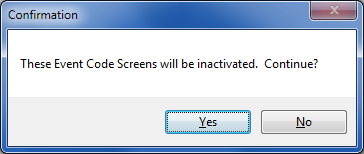 Confirmation
These Event Code Screens will be inactivated.  Continue?
Yes
No